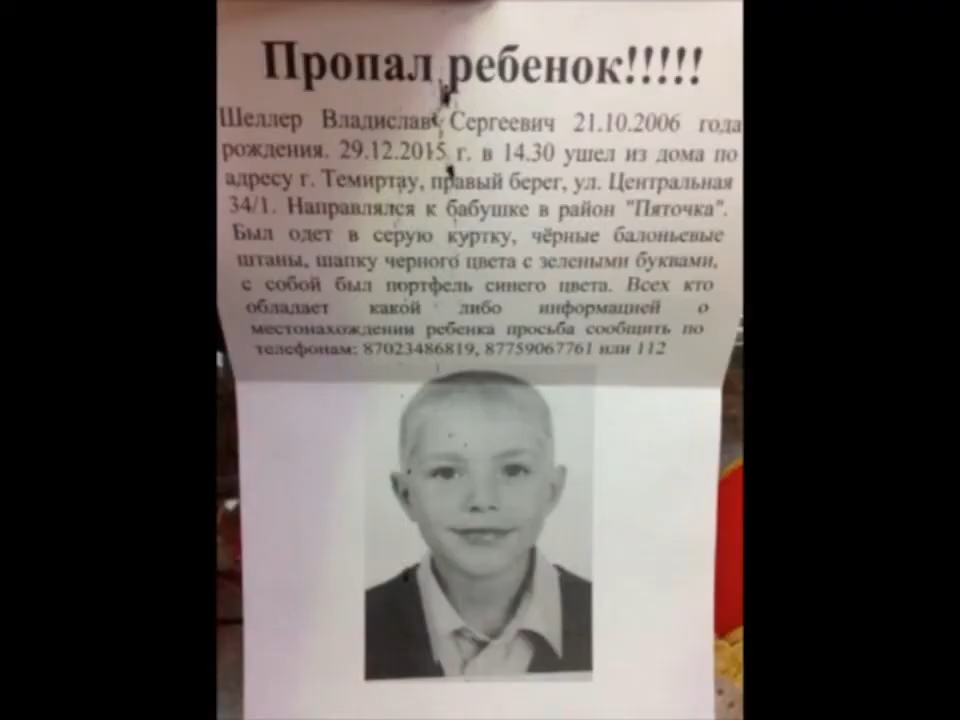 Пропал ребенок!!!!!
Шеллер Владислав Сергеевич 21.10.2006 года
рождения. 29.12.2015 г. в 14.30 ушел из дома по
адресу г. Темиртау, правый берег, ул. Центральная
34/1. Направлялся к бабушке в район "Пяточка".
Был одет в серую куртку, чёрные балоньевые
штаны, шапку черного цвета с зелеными буквами,
с собой был портфель синего цвета. Всех кто
обладает какой либо информацией о
местонахождении ребенка просьба сообщить по
телефонам: 87023486819, 87759067761 или 112